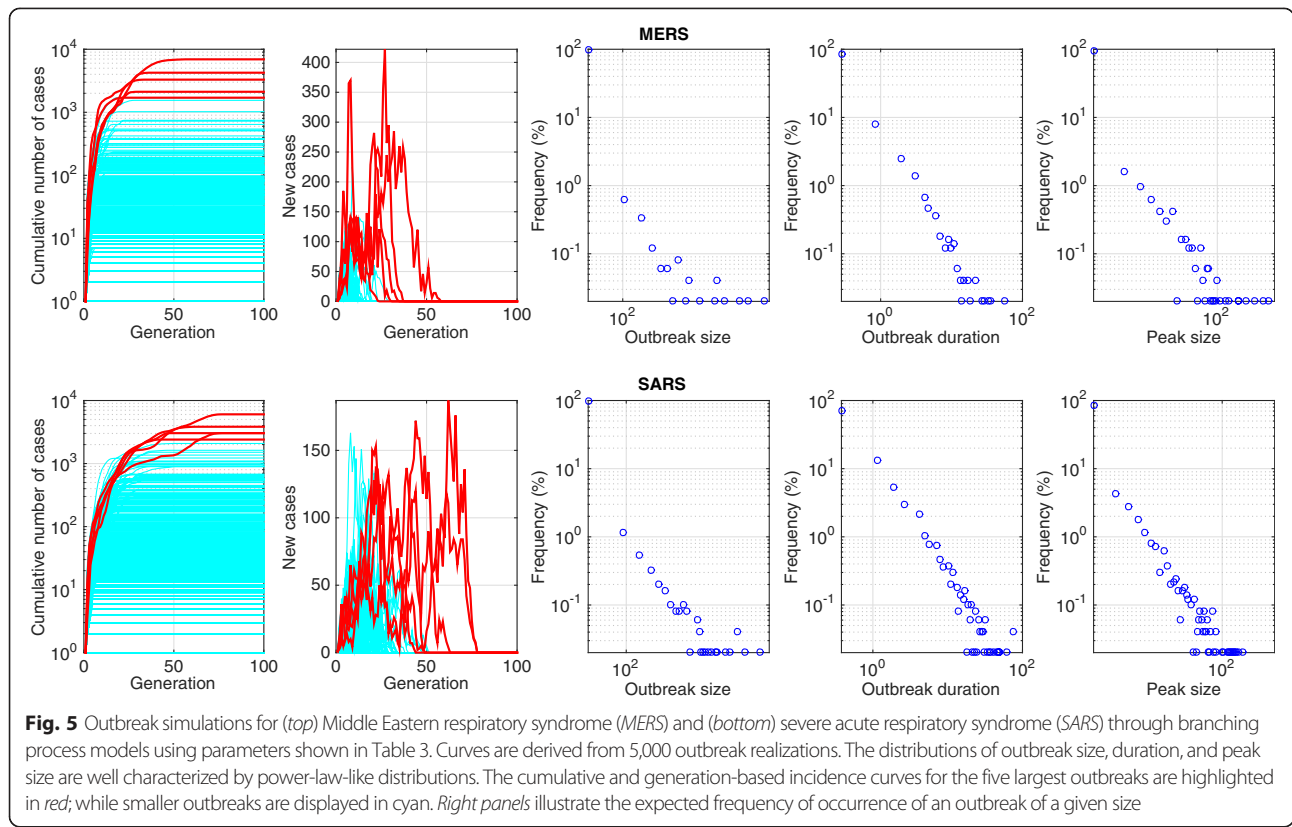 MERS
10^4
10^3
10^2
10^1
10^0
0 50 100
Generation
Cumulative number of cases
400
350
300
250
200
150
100
50
0
0 50 100
Generation
New cases
10^2
10^1
10^0
10^-1
10^2
Outbreak size
Frequency (%)
10^2
10^1
10^0
10^-1
10^0 10^2
Outbreak duration
Frequency (%)
10^2
10^1
10^0
10^-1
10^2
Peak size
Frequency (%)
SARS
10^4
10^3
10^2
10^1
10^0
0 50 100
Generation
Cumulative number of cases
150
100
50
0
0 50 100
Generation
New cases
10^2
10^1
10^0
10^-1
10^2
Outbreak size
Frequency (%)
10^2
10^1
10^0
10^-1
10^0 10^2
Outbreak duration
Frequency (%)
10^2
10^1
10^0
10^-1
10^2
Peak size
Frequency (%)
Fig. 5 Outbreak simulations for (top) Middle Eastern respiratory syndrome (MERS) and (bottom) severe acute respiratory syndrome (SARS) through branching
process models using parameters shown in Table 3. Curves are derived from 5,000 outbreak realizations. The distributions of outbreak size, duration, and peak
size are well characterized by power-law-like distributions. The cumulative and generation-based incidence curves for the five largest outbreaks are highlighted
in red; while smaller outbreaks are displayed in cyan. Right panels illustrate the expected frequency of occurrence of an outbreak of a given size